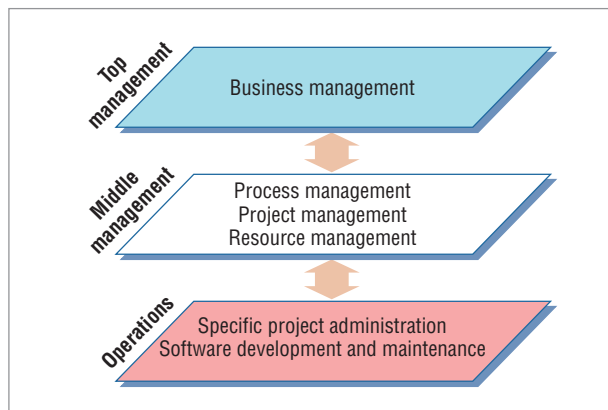 Top
management
Business management
Middle
management
Process management
Project management
Resource management
Operations
Specific project administration
Software development and maintenance